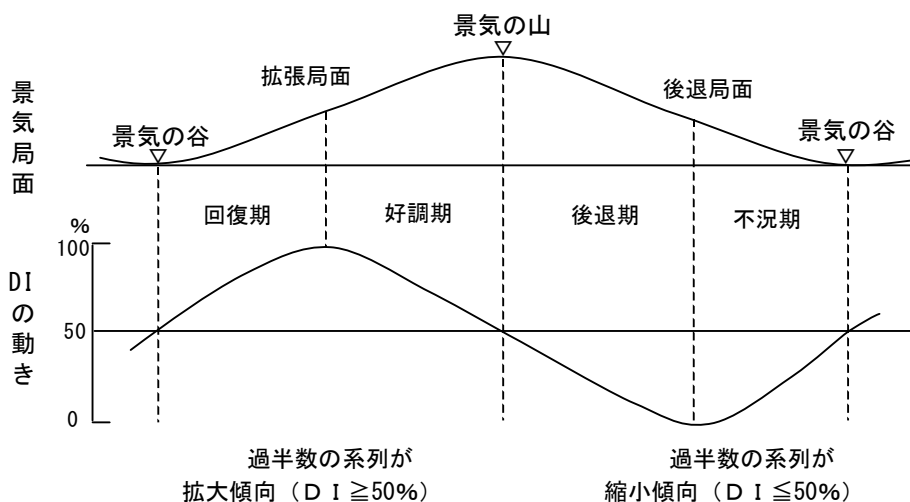 景気の山
拡張局面
後退局面
景気の谷
景気の谷
景気局面
回復期
好調期
後退期
不況期
%
100
50
0
DIの動き
過半数の系列が
拡大傾向(DI≧50%)
過半数の系列が
縮小傾向(DI≦50%)